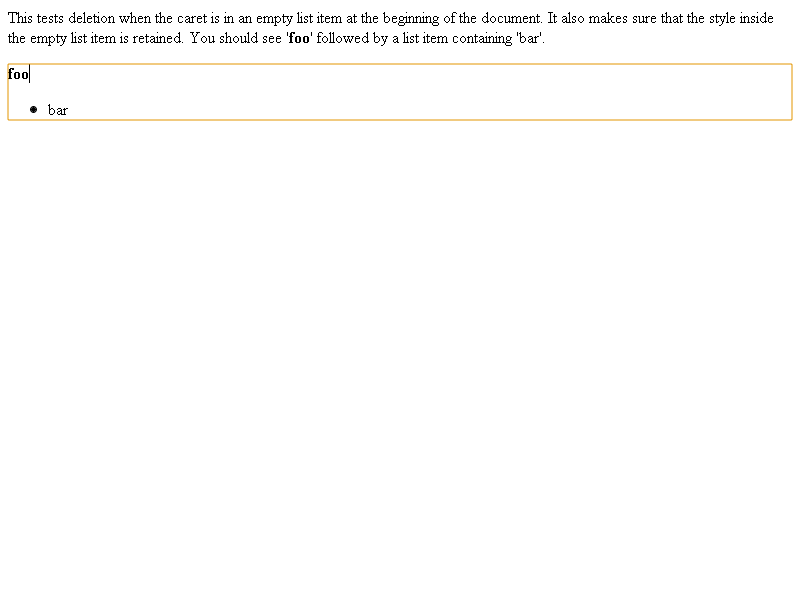 This tests deletion when the caret is in an empty list item at the beginning of the document. It also makes sure that the style inside
the empty list item is retained. You should see 'foo' followed by a list item containing 'bar'.
foo
• bar